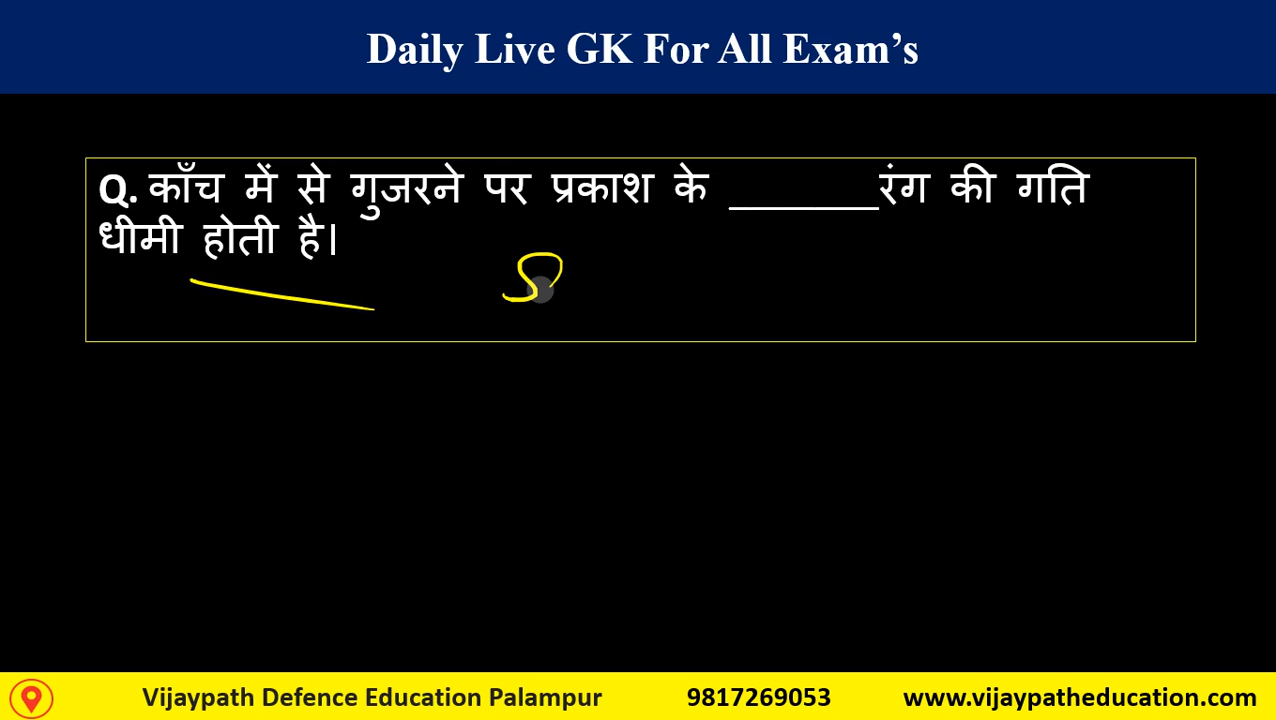 Daily Live GK For All Exam’s
Q. काँच में से गुजरने पर प्रकाश के _______रंग की गति
धीमी होती है।
S
Vijaypath Defence Education Palampur 9817269053 www.vijaypatheducation.com